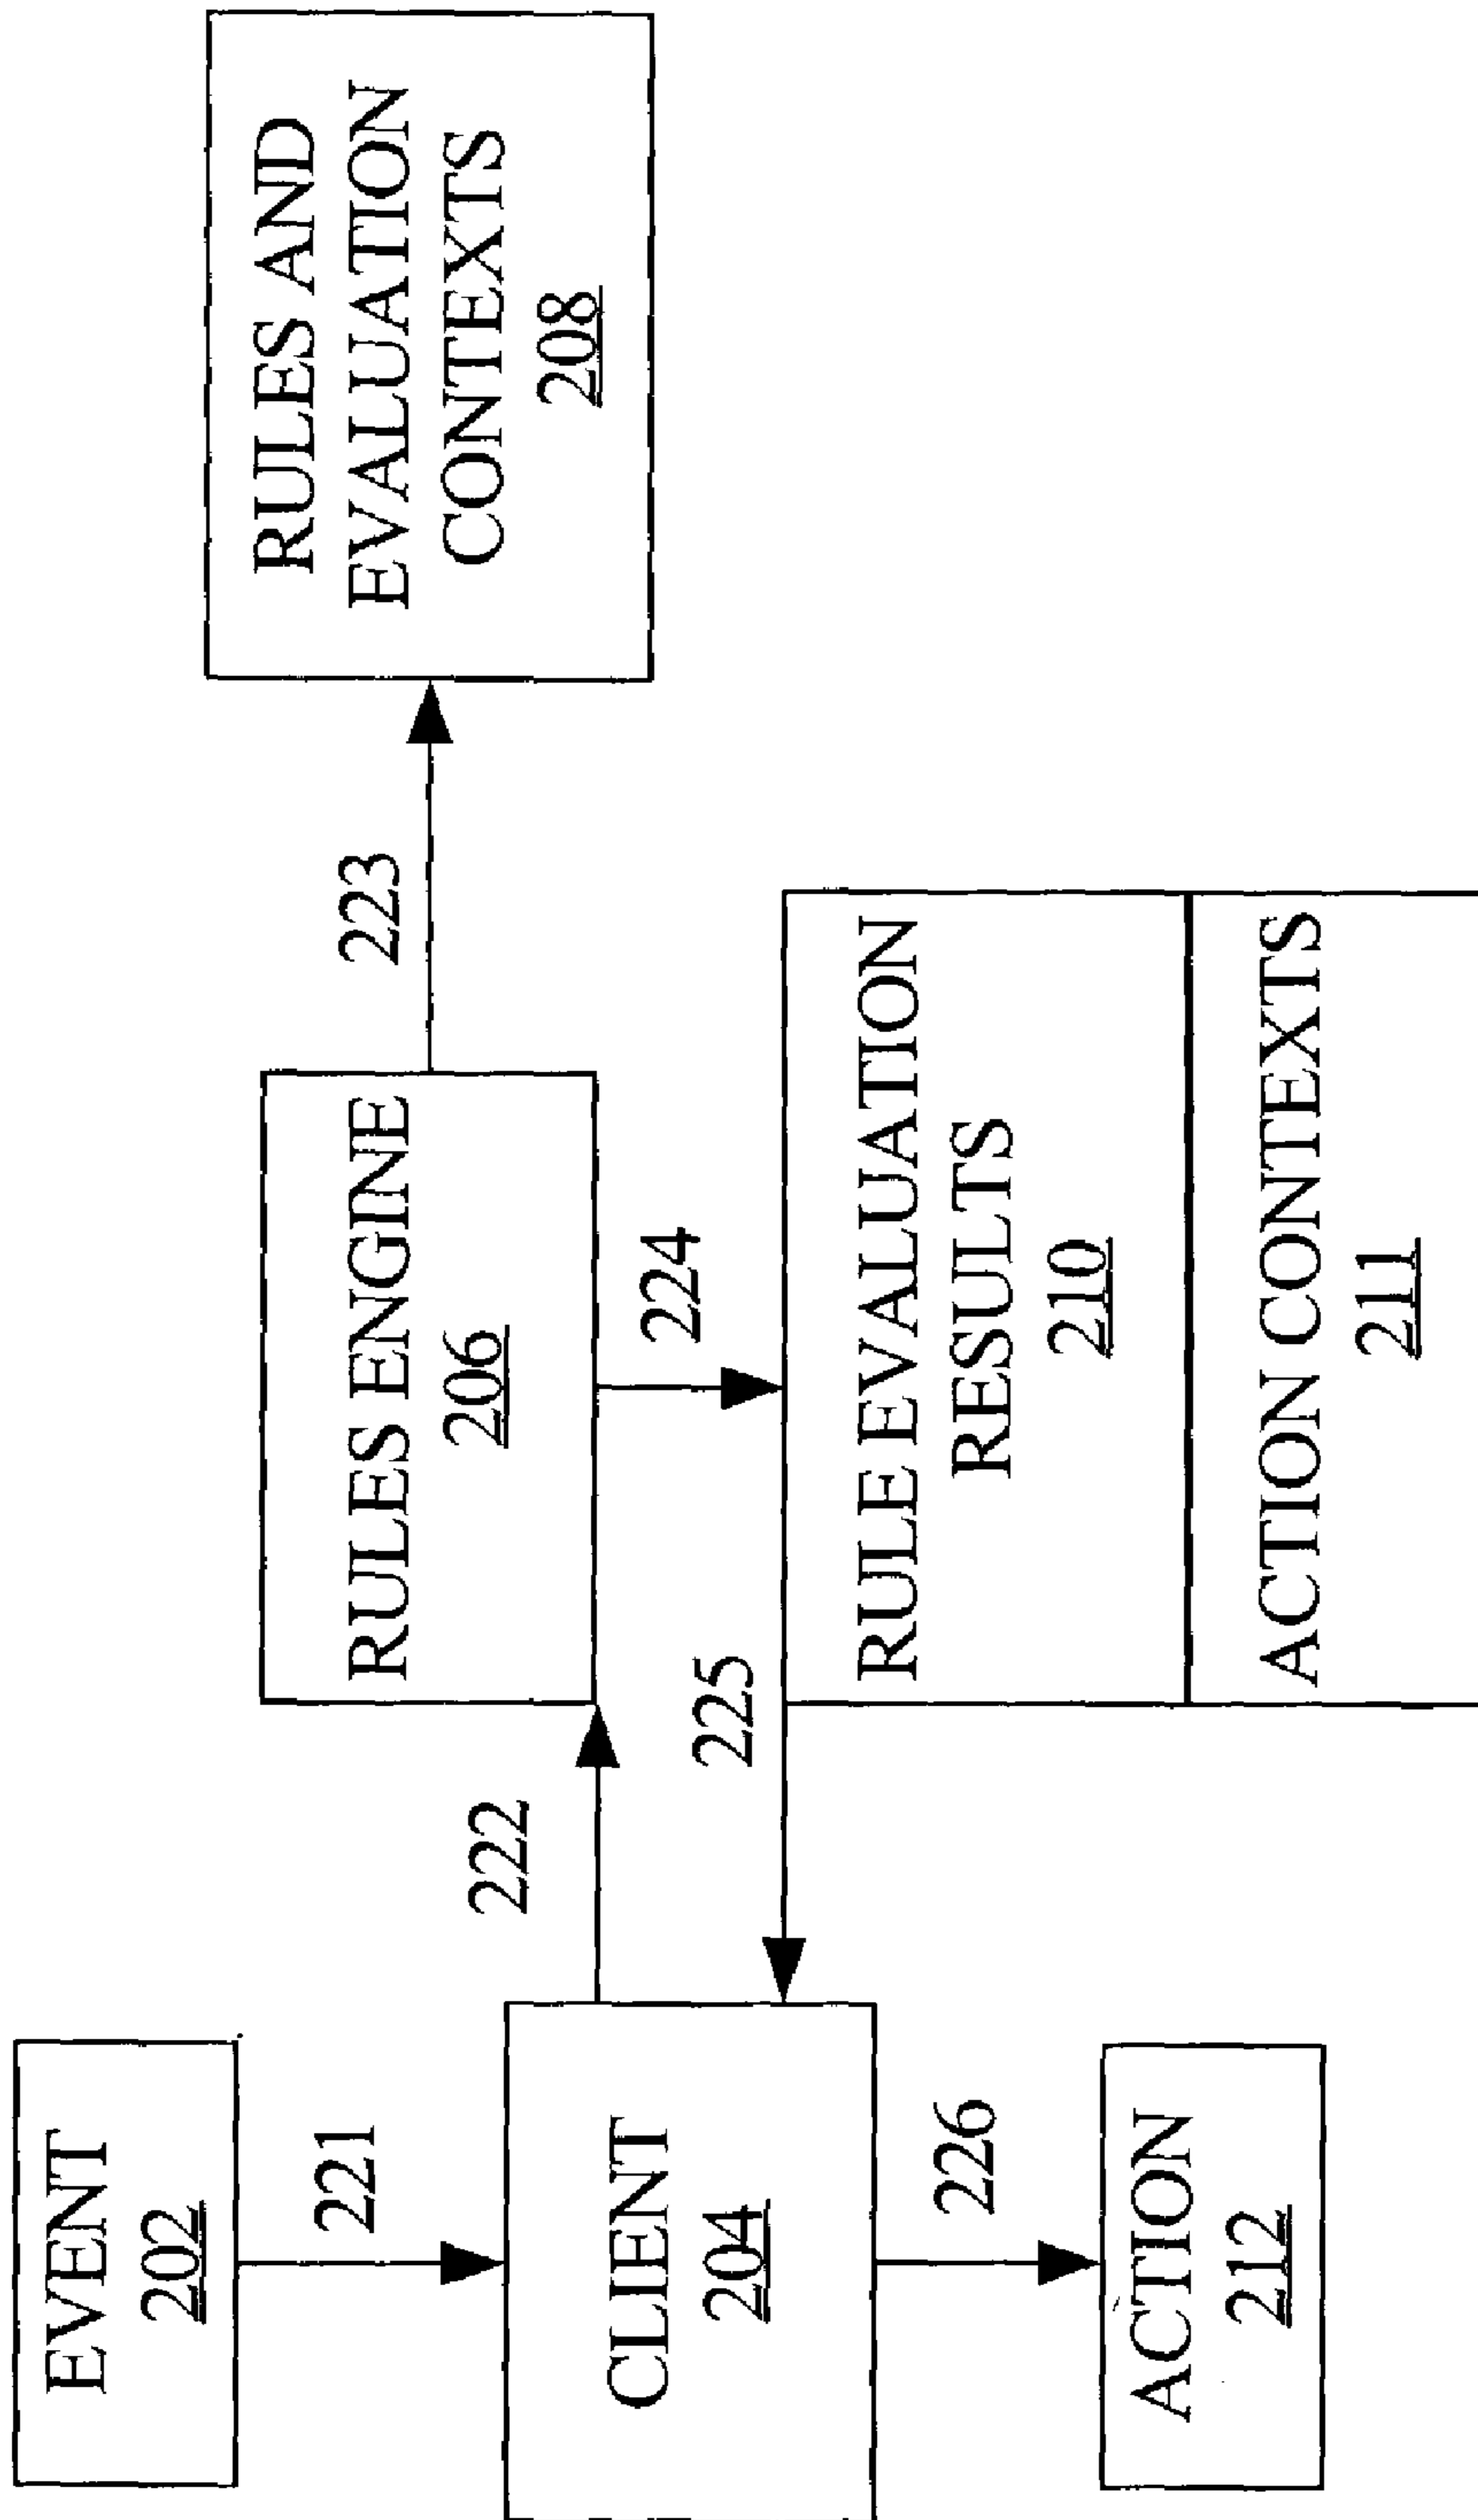 EVENT
202
221
CLIENT
204
226
ACTION
212
222
225
RULES ENGINE
206
224
RULE EVALUATION
RESULTS
210
ACTION CONTEXTS
211
223
RULES AND
EVALUATION
CONTEXTS
208